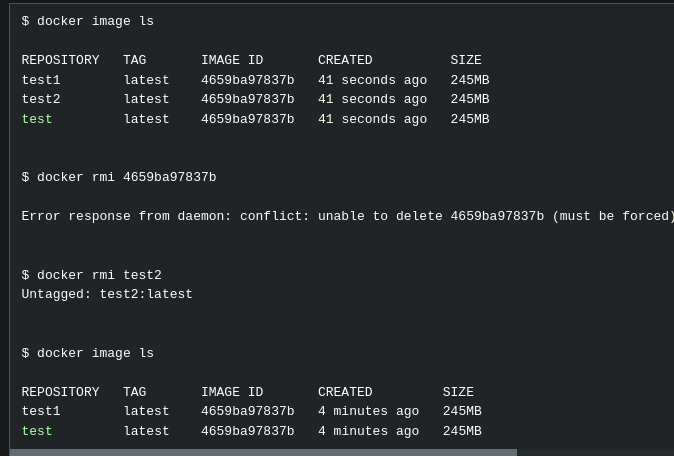 $ docker image ls
REPOSITORY   TAG       IMAGE ID       CREATED          SIZE
test1        latest    4659ba97837b   41 seconds ago   245MB
test2        latest    4659ba97837b   41 seconds ago   245MB
test         latest    4659ba97837b   41 seconds ago   245MB
$ docker rmi 4659ba97837b
Error response from daemon: conflict: unable to delete 4659ba97837b (must be forced)
$ docker rmi test2
Untagged: test2:latest
$ docker image ls
REPOSITORY   TAG       IMAGE ID       CREATED         SIZE
test1        latest    4659ba97837b   4 minutes ago   245MB
test         latest    4659ba97837b   4 minutes ago   245MB